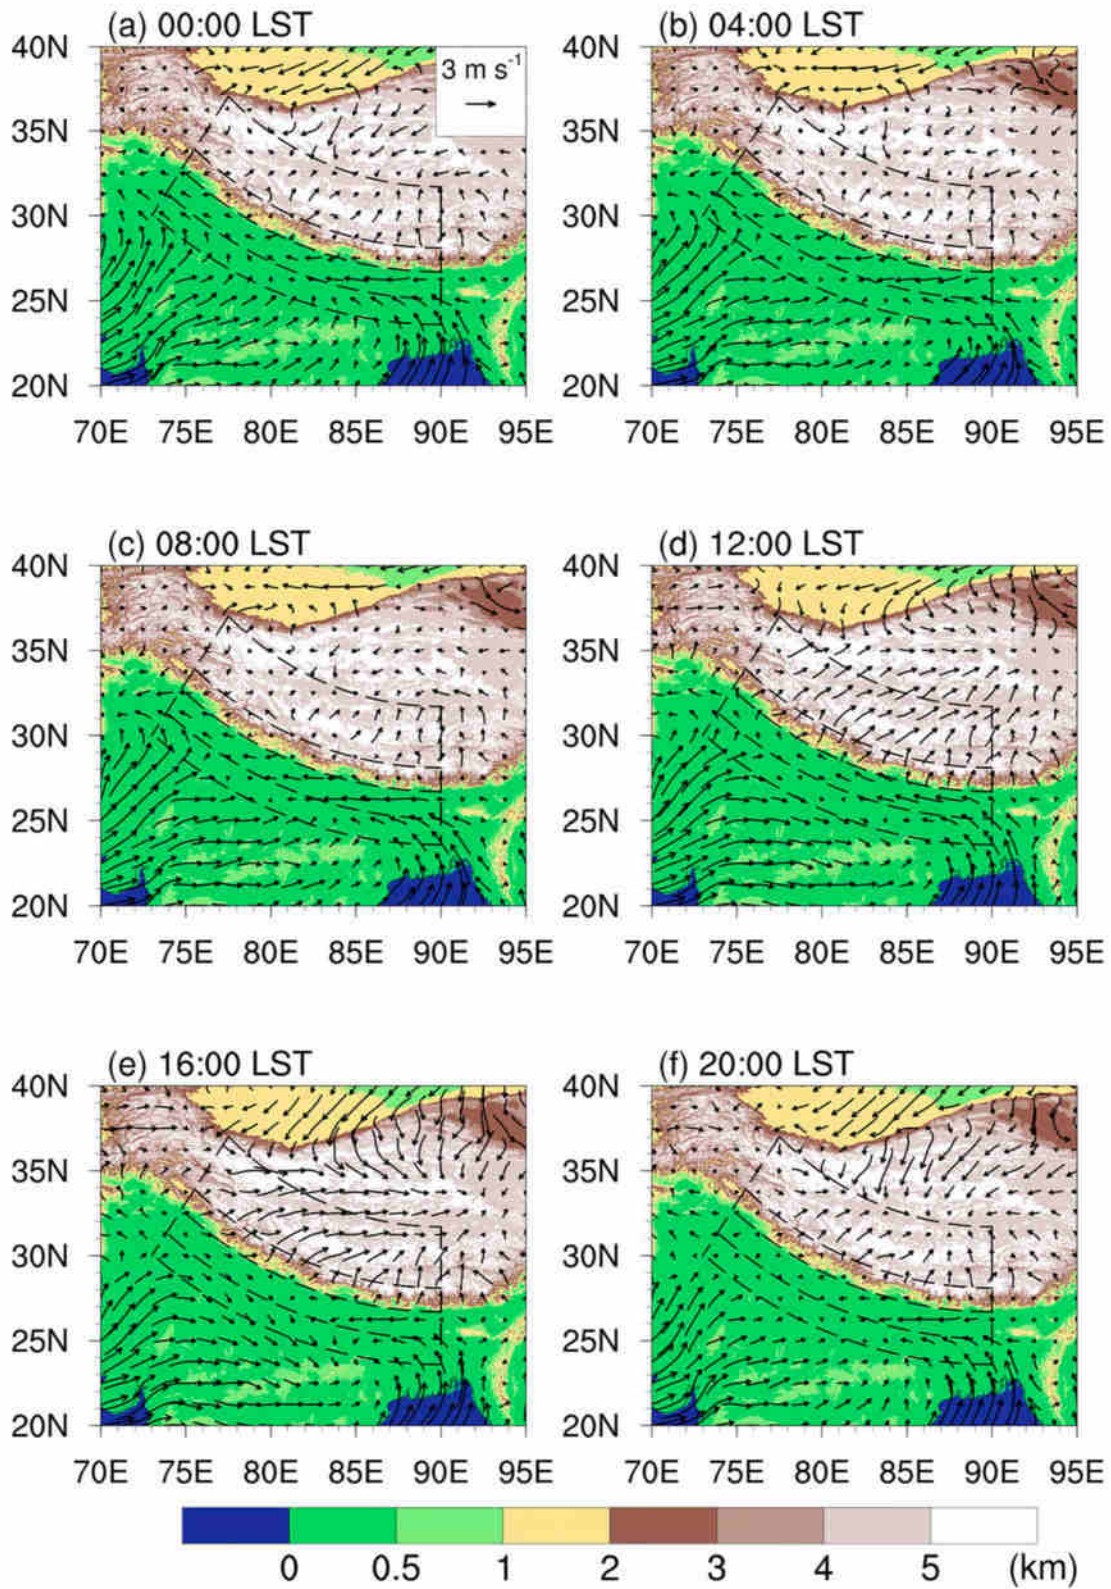 (a) 00:00 LST
(b) 04:00 LST
40N
3 m s⁻¹
35N
30N
25N
20N
70E 75E 80E 85E 90E 95E
40N
35N
30N
25N
20N
70E 75E 80E 85E 90E 95E
(c) 08:00 LST
(d) 12:00 LST
40N
35N
30N
25N
20N
70E 75E 80E 85E 90E 95E
40N
35N
30N
25N
20N
70E 75E 80E 85E 90E 95E
(e) 16:00 LST
(f) 20:00 LST
40N
35N
30N
25N
20N
70E 75E 80E 85E 90E 95E
40N
35N
30N
25N
20N
70E 75E 80E 85E 90E 95E
0 0.5 1 2 3 4 5 (km)